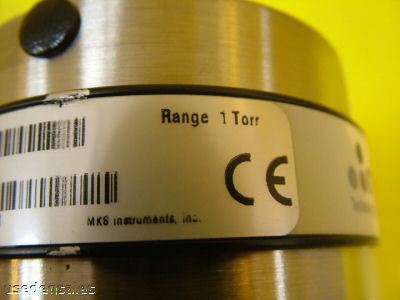 Range 1 Torr
CE
MKS Instruments, Inc.